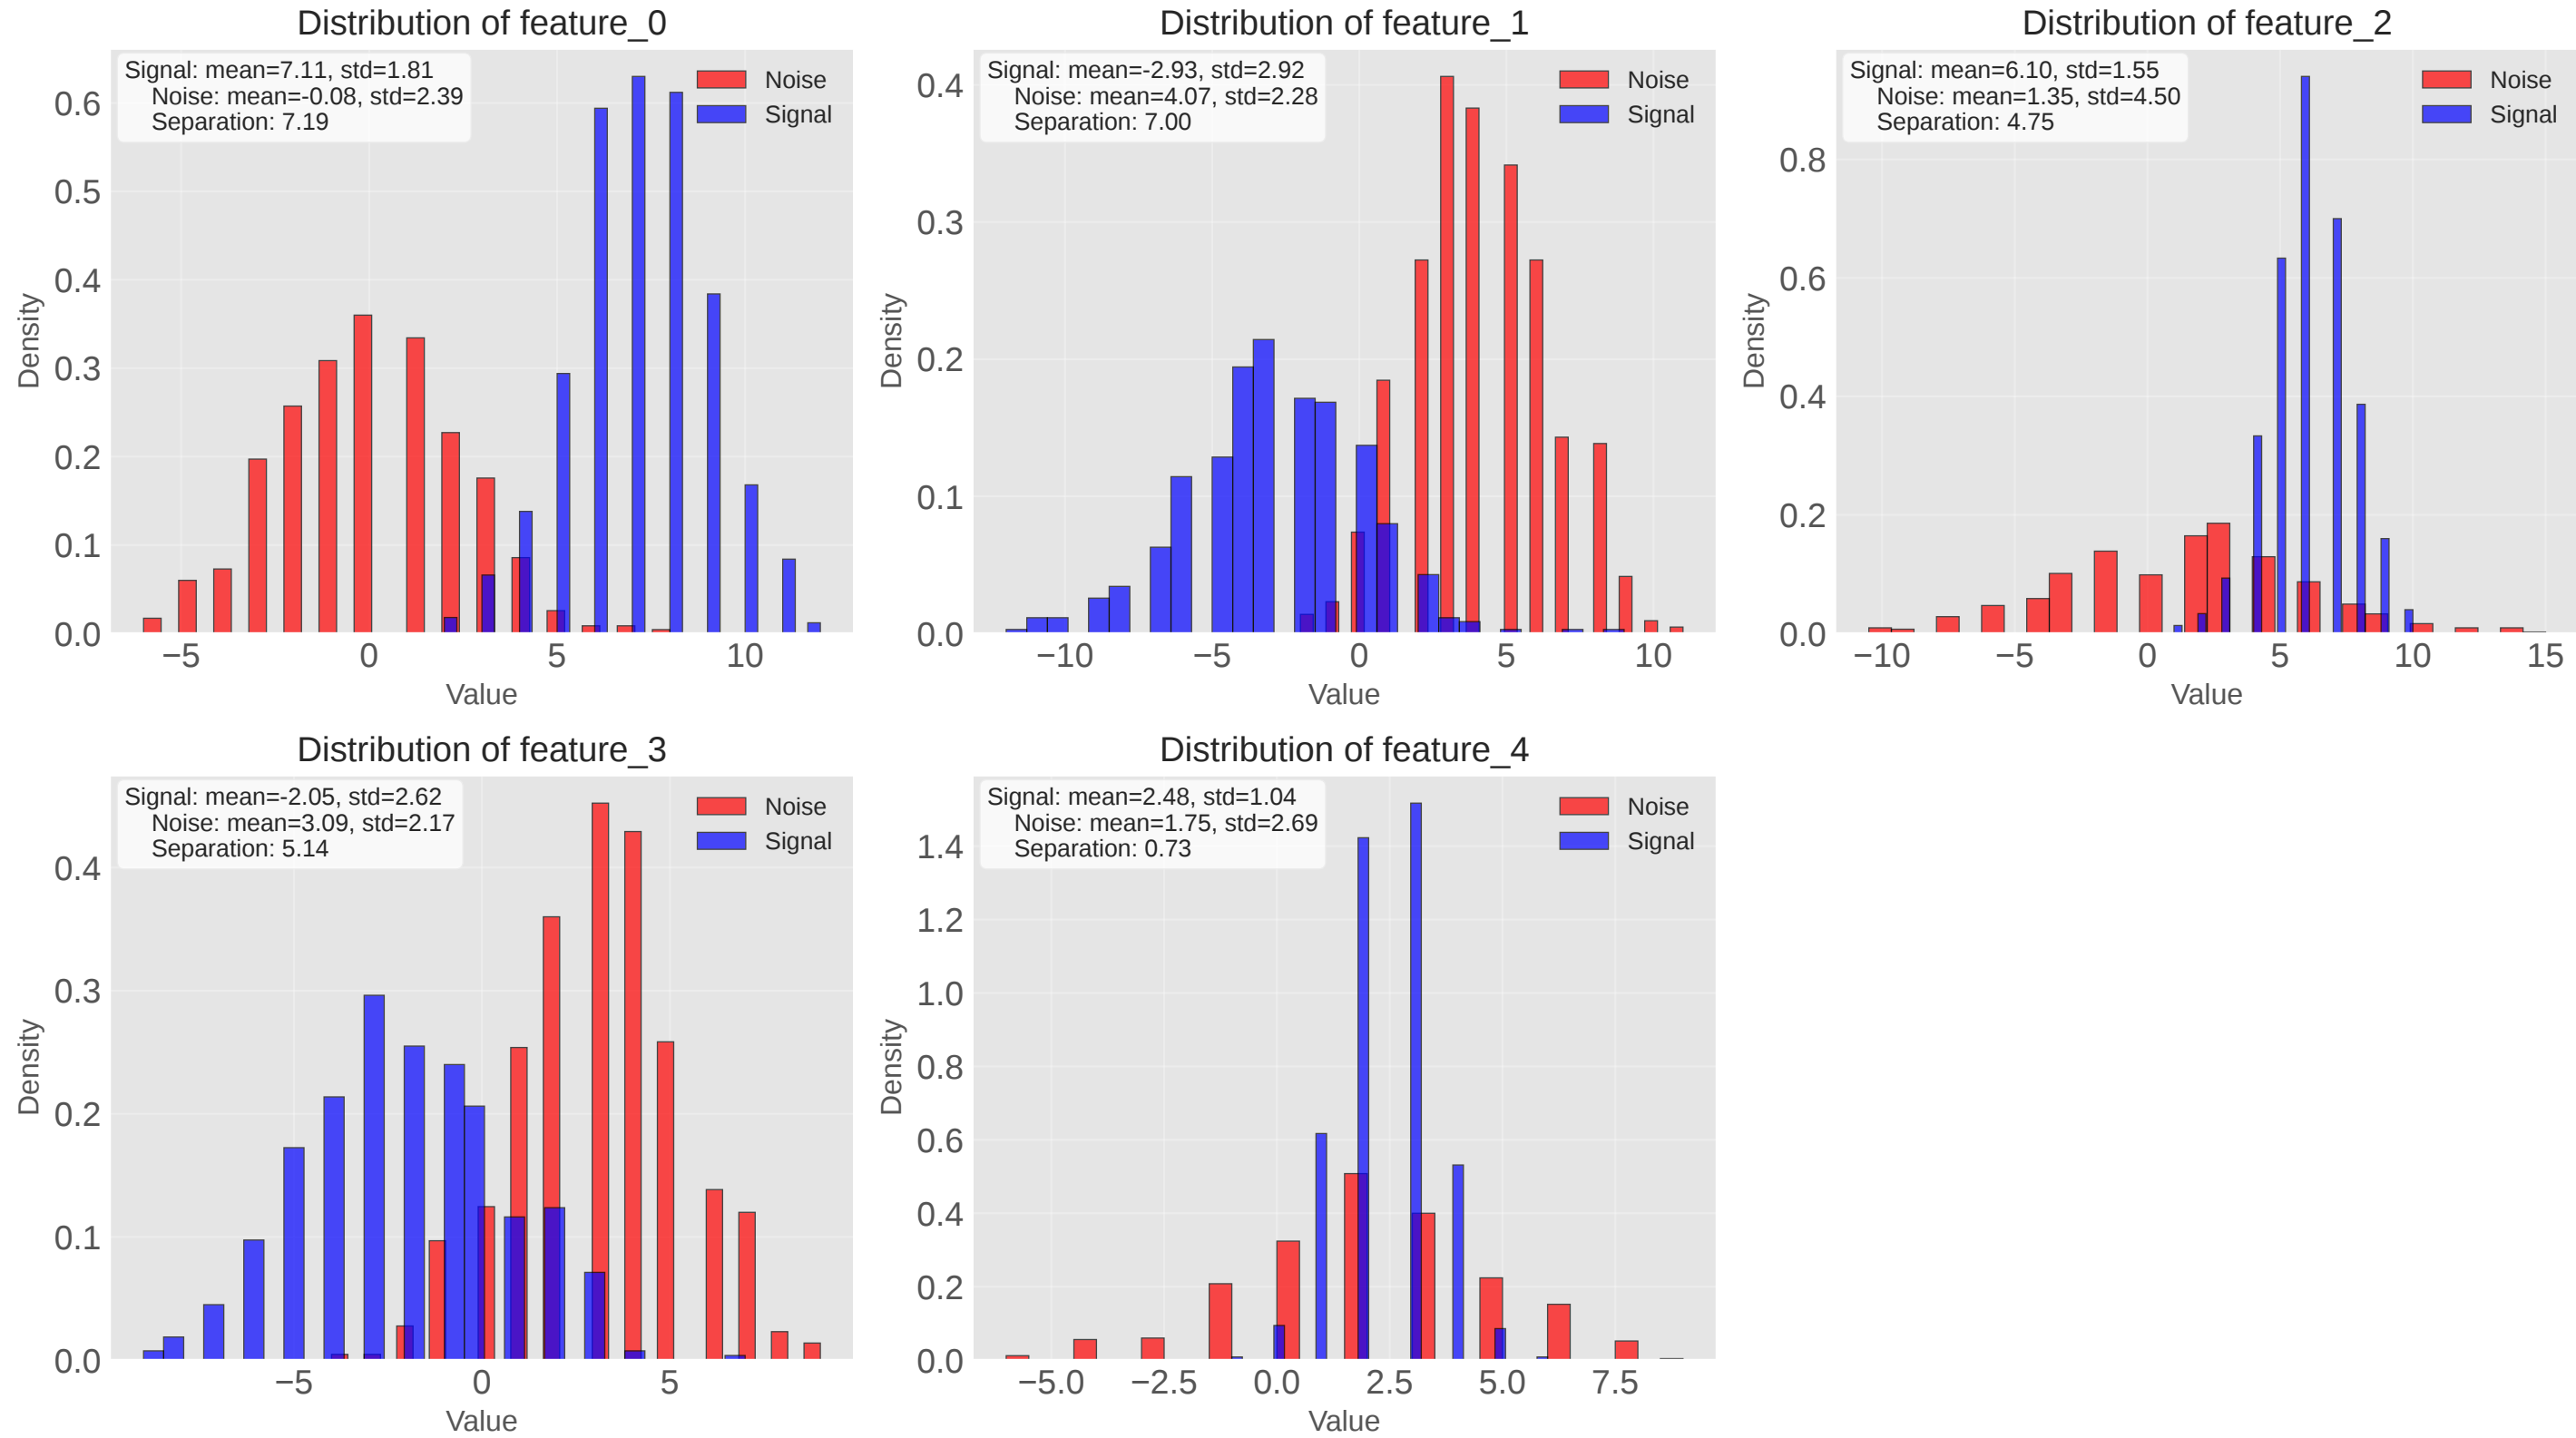 Distribution of feature_0
Signal: mean=7.11, std=1.81
Noise: mean=-0.08, std=2.39
Separation: 7.19
Noise
Signal
Density
0.6
0.5
0.4
0.3
0.2
0.1
0.0
−5
0
5
10
Value
Distribution of feature_1
Signal: mean=-2.93, std=2.92
Noise: mean=4.07, std=2.28
Separation: 7.00
Noise
Signal
Density
0.4
0.3
0.2
0.1
0.0
−10
−5
0
5
10
Value
Distribution of feature_2
Signal: mean=6.10, std=1.55
Noise: mean=1.35, std=4.50
Separation: 4.75
Noise
Signal
Density
0.8
0.6
0.4
0.2
0.0
−10
−5
0
5
10
15
Value
Distribution of feature_3
Signal: mean=-2.05, std=2.62
Noise: mean=3.09, std=2.17
Separation: 5.14
Noise
Signal
Density
0.4
0.3
0.2
0.1
0.0
−5
0
5
Value
Distribution of feature_4
Signal: mean=2.48, std=1.04
Noise: mean=1.75, std=2.69
Separation: 0.73
Noise
Signal
Density
1.4
1.2
1.0
0.8
0.6
0.4
0.2
0.0
−5.0
−2.5
0.0
2.5
5.0
7.5
Value